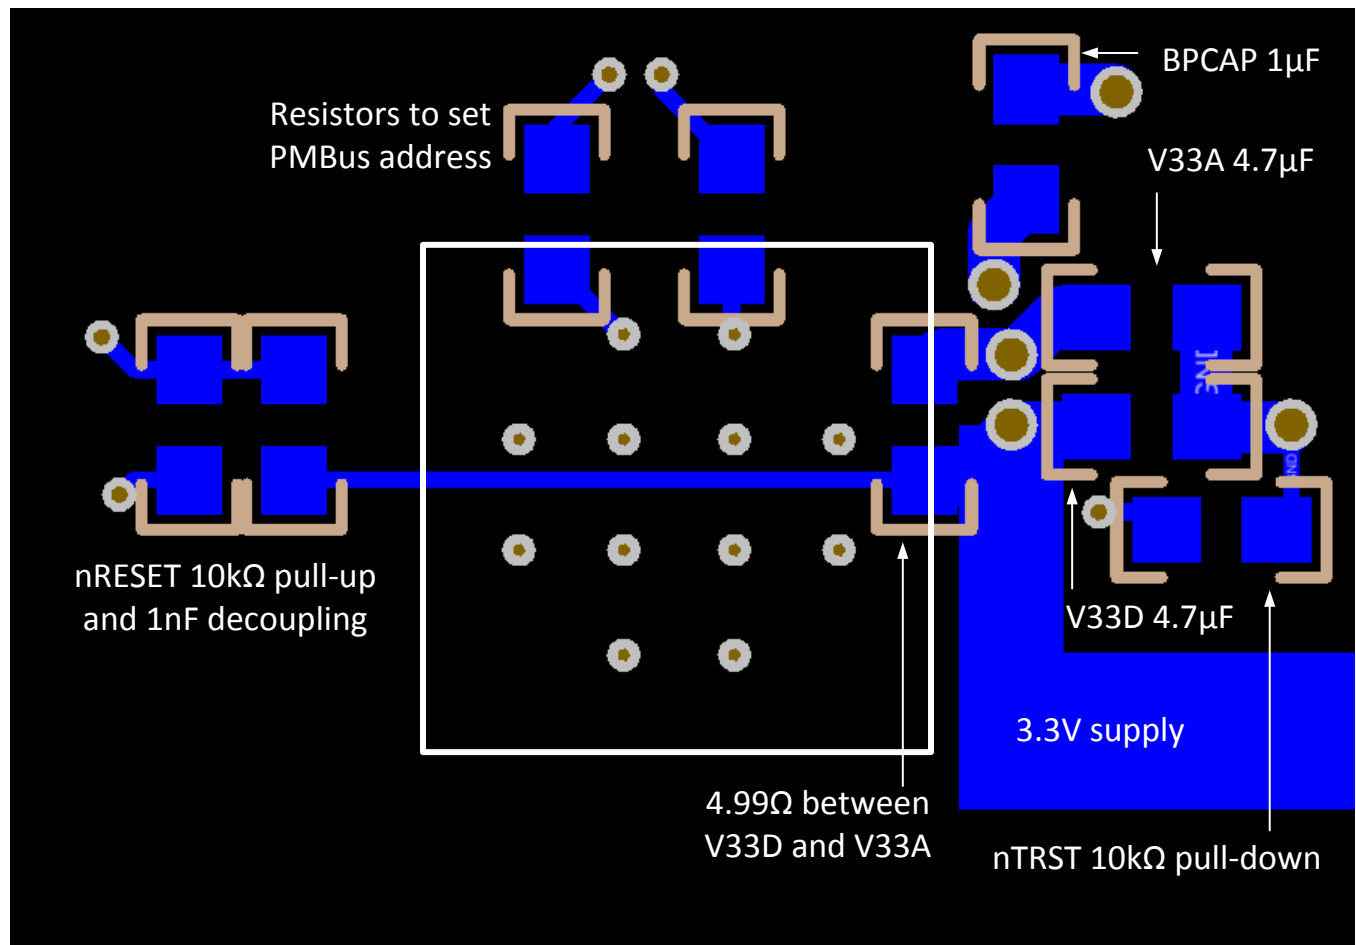 BPCAP 1µF
Resistors to set
PMBus address
V33A 4.7µF
nRESET 10kΩ pull-up
and 1nF decoupling
V33D 4.7µF
3.3V supply
4.99Ω between
V33D and V33A
nTRST 10kΩ pull-down